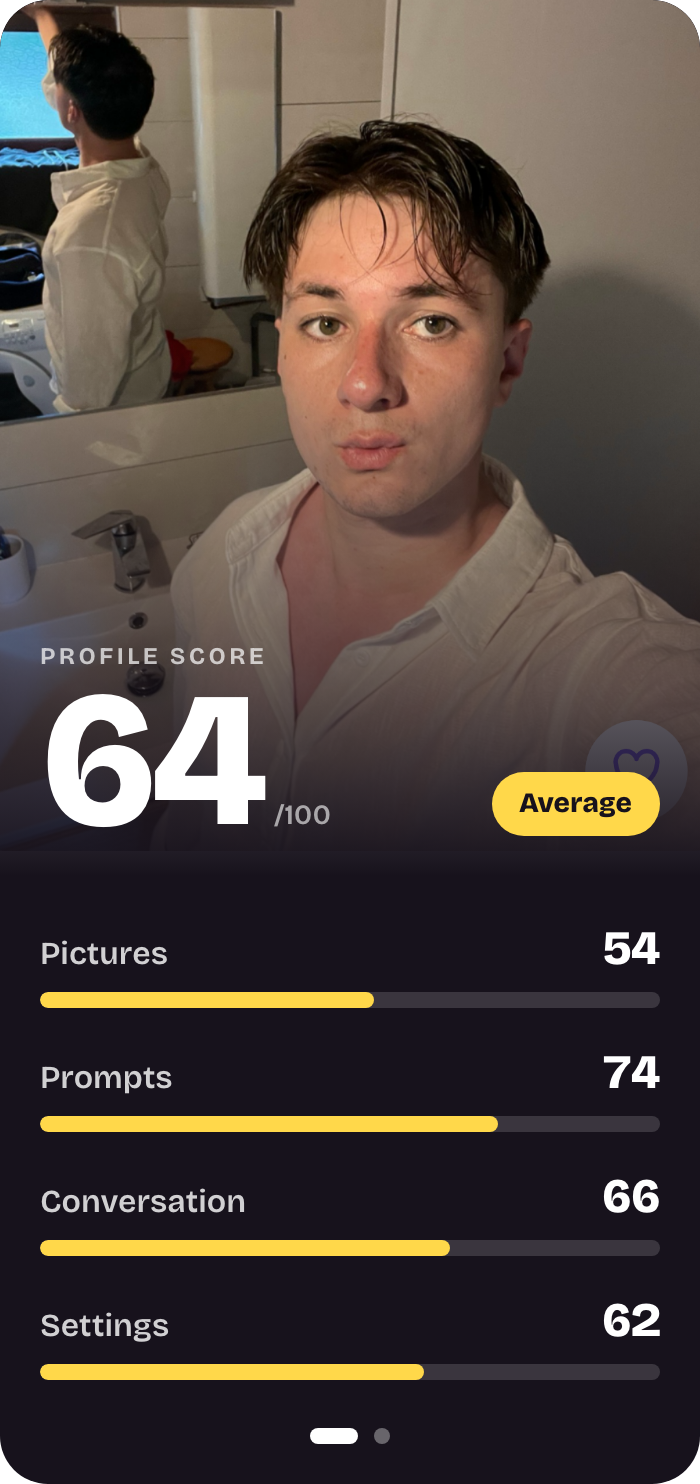 PROFILE SCORE
64 /100
Average
Pictures 54
Prompts 74
Conversation 66
Settings 62